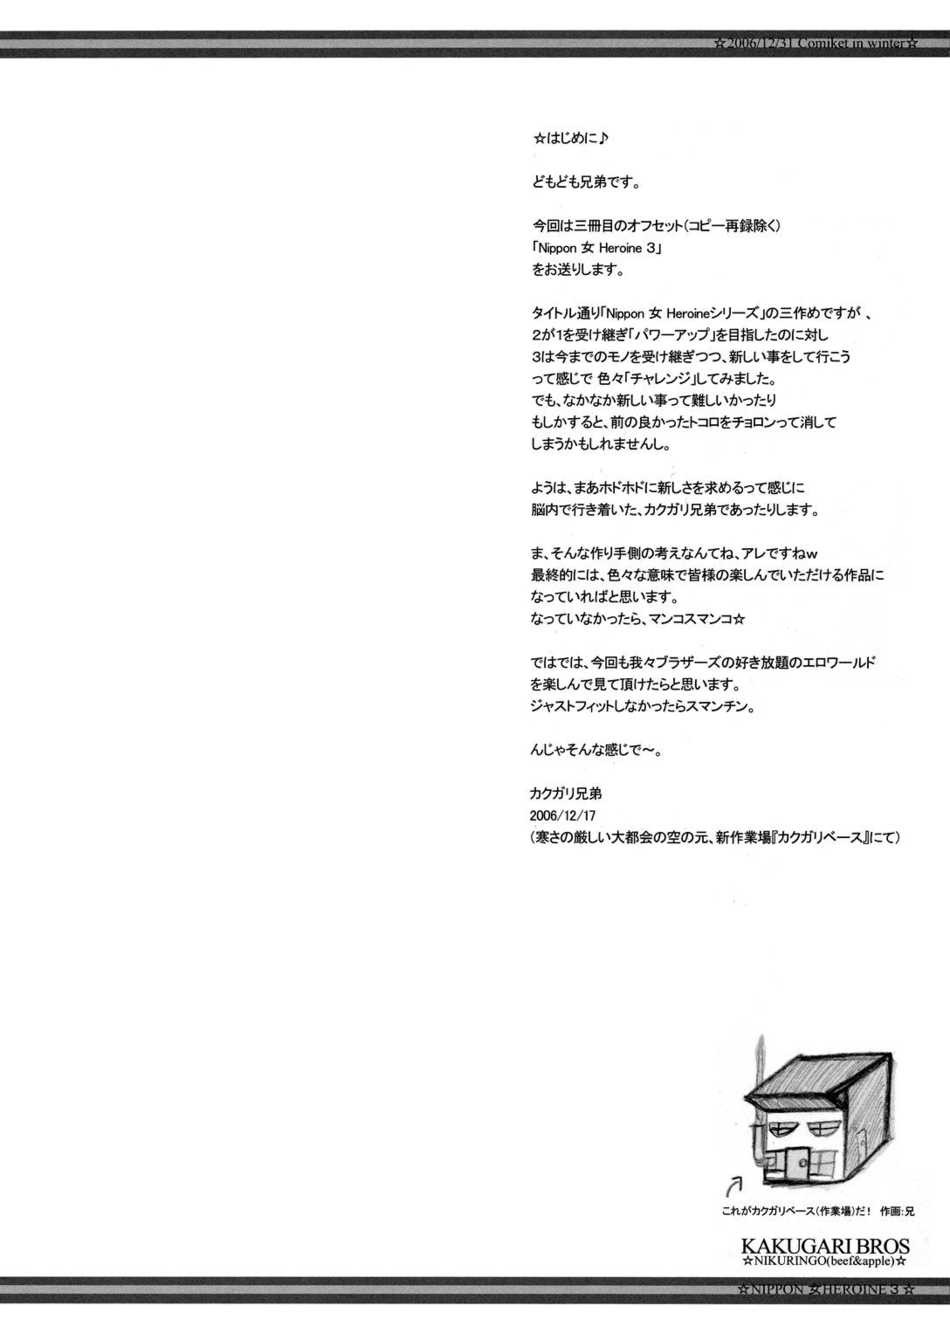 ☆2006/12/31 Comiket in winter☆
☆はじめに♪
どもども兄弟です。
今回は三冊目のオフセット（コピー再録除く）
「Nippon 女 Heroine 3」
をお送りします。
タイトル通り「Nippon 女 Heroineシリーズ」の三作めですが 、
2が1を受け継ぎ「パワーアップ」を目指したのに対し
3は今までのモノを受け継ぎつつ、新しい事をして行こう
って感じで 色々「チャレンジ」してみました。
でも、なかなか新しい事って難しいかったり
もしかすると、前の良かったトコロをチョロンって消して
しまうかもしれませんし。
ようは、まあホドホドに新しさを求めるって感じに
脳内で行き着いた、カクガリ兄弟であったりします。
ま、そんな作り手側の考えなんてね、アレですねw
最終的には、色々な意味で皆様の楽しんでいただける作品に
なっていればと思います。
なっていなかったら、マンコスマンコ☆
ではでは、今回も我々ブラザーズの好き放題のエロワールド
を楽しんで見て頂けたらと思います。
ジャストフィットしなかったらスマンチン。
んじゃそんな感じで～。
カクガリ兄弟
2006/12/17
（寒さの厳しい大都会の空の元、新作業場『カクガリベース』にて）
これがカクガリベース（作業場）だ！ 作画：兄
KAKUGARI BROS
☆NIKURINGO(beef&apple)☆
☆NIPPON 女HEROINE 3 ☆